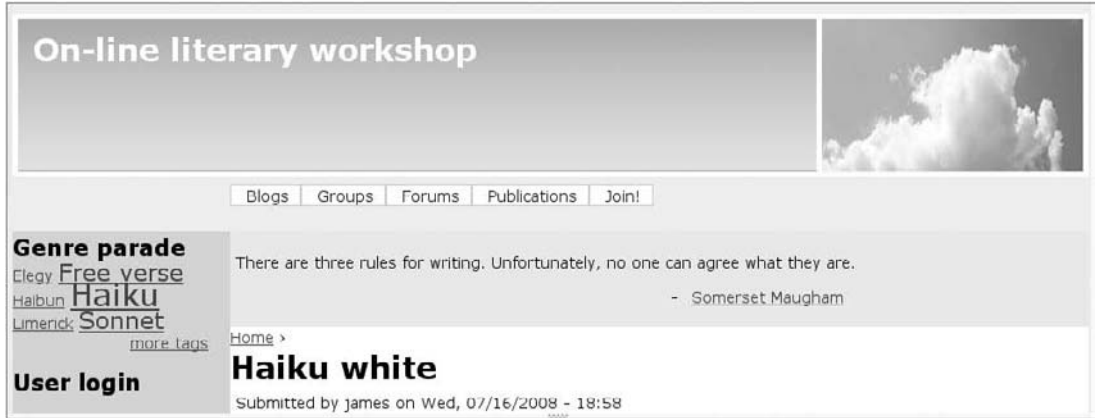 On-line literary workshop
Blogs Groups Forums Publications Join!
Genre parade
Elegy Free verse
Haibun Haiku
Limerick Sonnet
more tags
User login
There are three rules for writing. Unfortunately, no one can agree what they are.
- Somerset Maugham
Home ›
Haiku white
Submitted by james on Wed, 07/16/2008 - 18:58